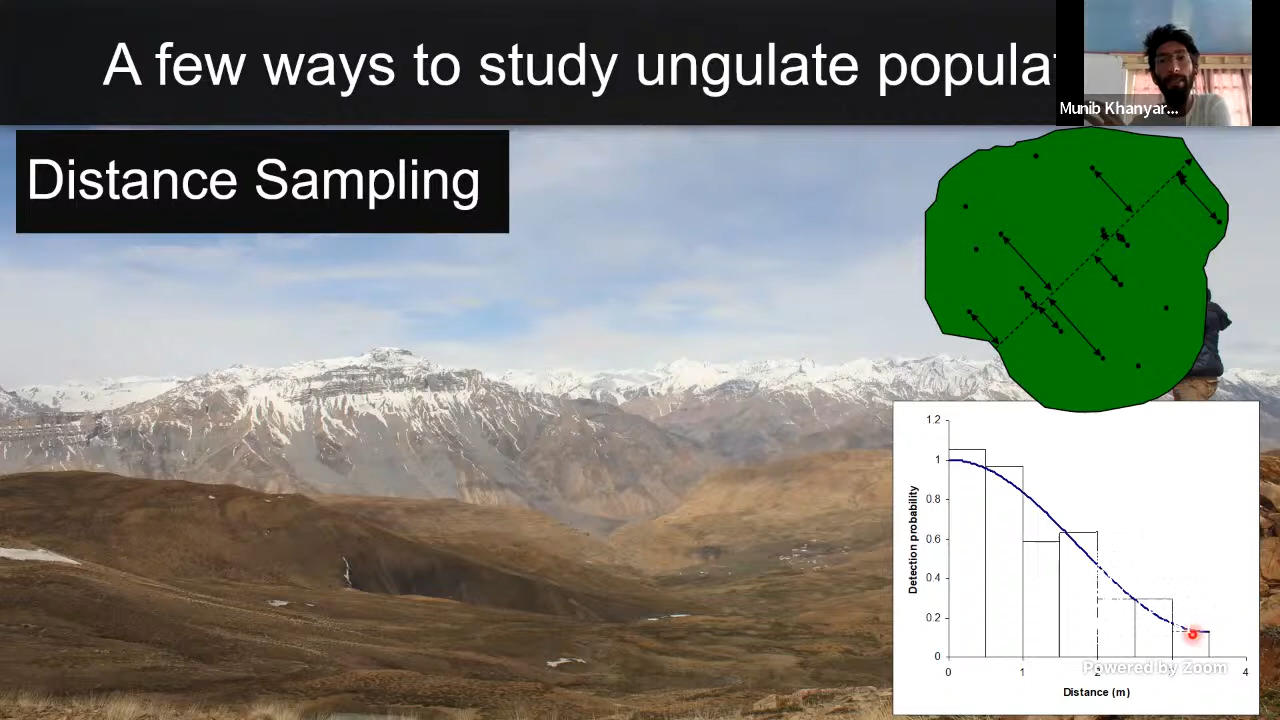 A few ways to study ungulate populat
Munib Khanyar...
Distance Sampling
1.2
1
0.8
0.6
0.4
0.2
0
Detection probability
0 1 2 4
Distance (m)
Powered by Zoom